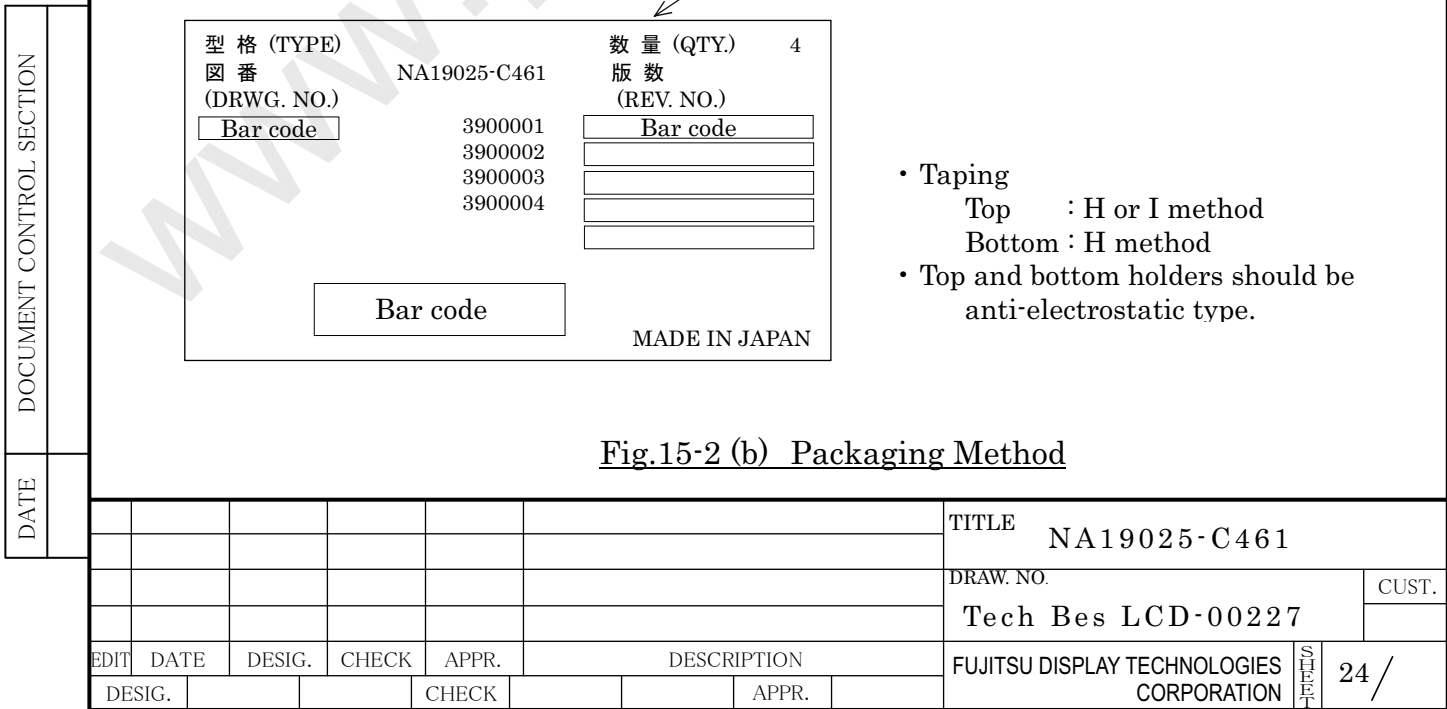 型 格 (TYPE) 数 量 (QTY.) 4
図 番 NA19025-C461 版 数
(DRWG. NO.) (REV. NO.)
Bar code 3900001 Bar code
3900002
3900003
3900004
Bar code
MADE IN JAPAN
・Taping
Top : H or I method
Bottom : H method
・Top and bottom holders should be
anti-electrostatic type.
Fig.15-2 (b) Packaging Method
DOCUMENT CONTROL SECTION
DATE
TITLE
NA19025-C461
DRAW. NO.
CUST.
Tech Bes LCD-00227
EDIT DATE DESIG. CHECK APPR. DESCRIPTION
FUJITSU DISPLAY TECHNOLOGIES
CORPORATION
SHEET
24/
DESIG. CHECK APPR.